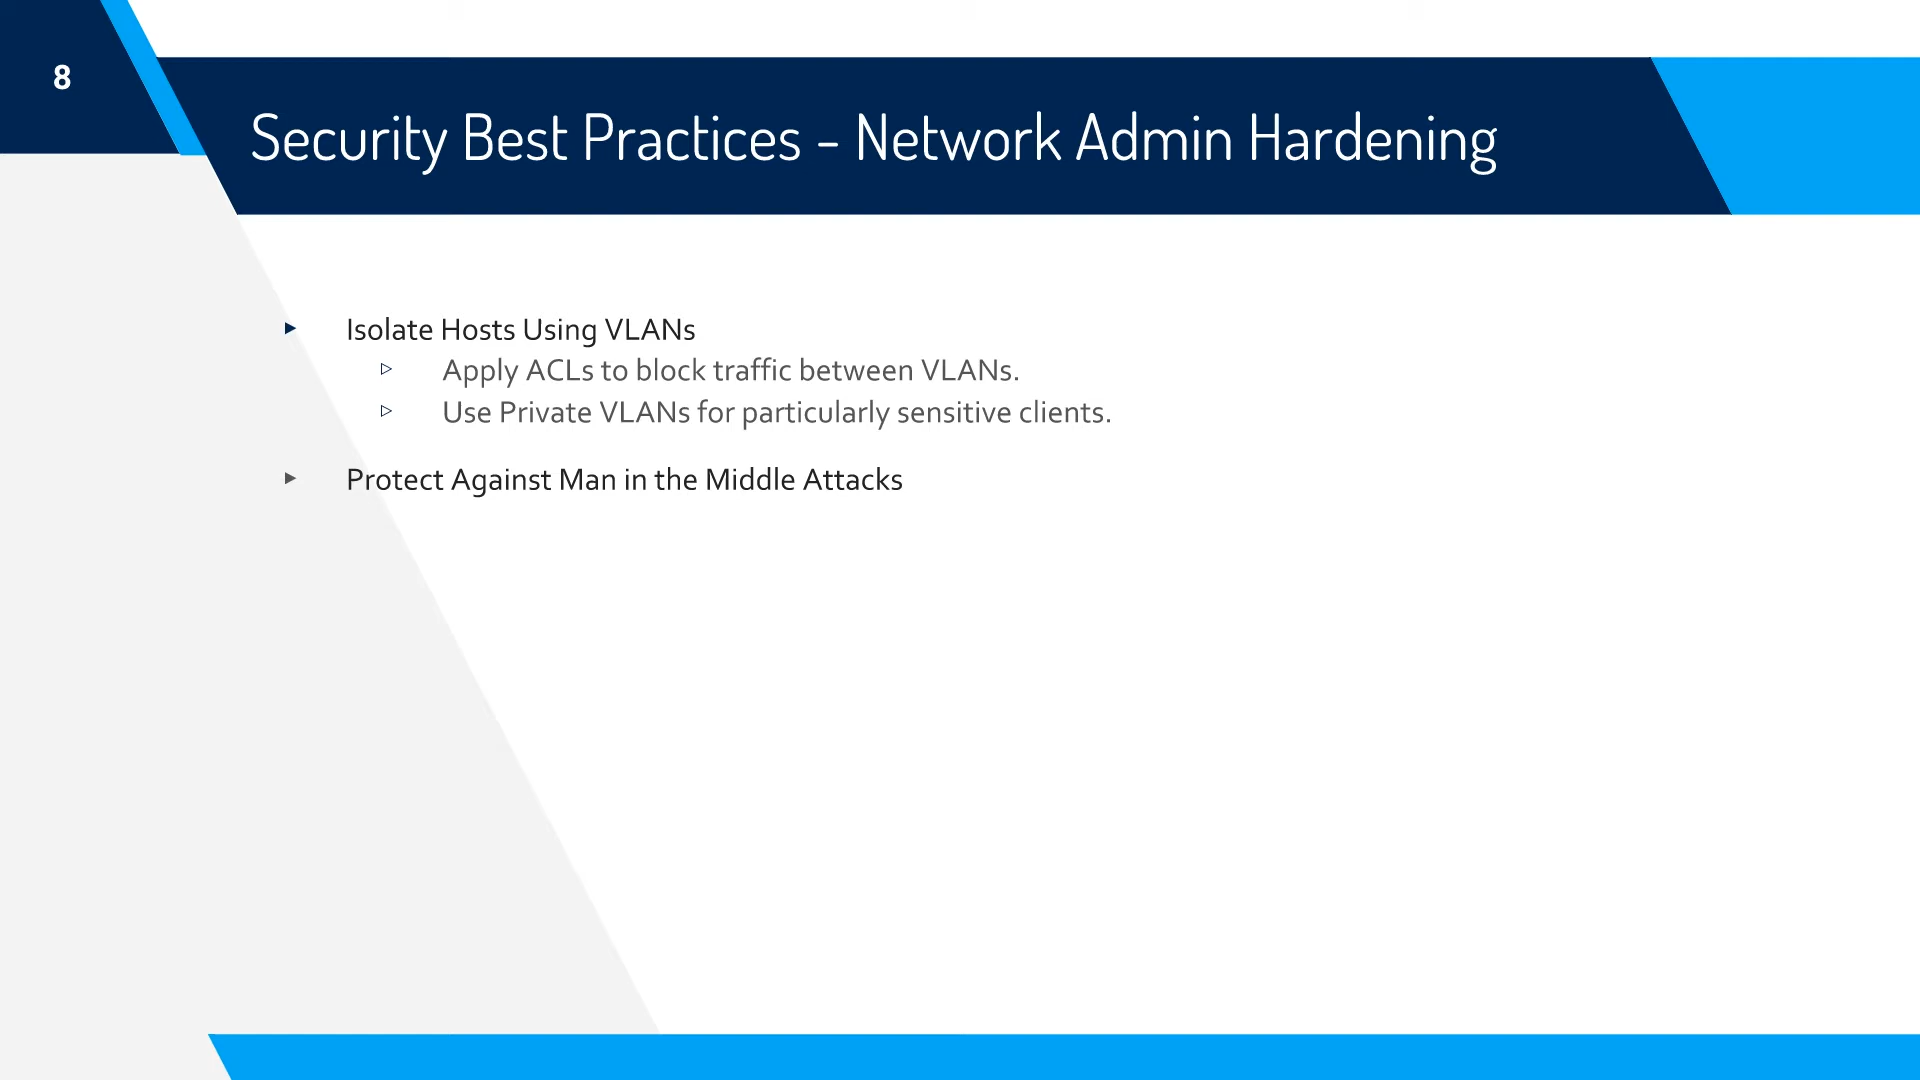 8
Security Best Practices – Network Admin Hardening
Isolate Hosts Using VLANs
Apply ACLs to block traffic between VLANs.
Use Private VLANs for particularly sensitive clients.
Protect Against Man in the Middle Attacks